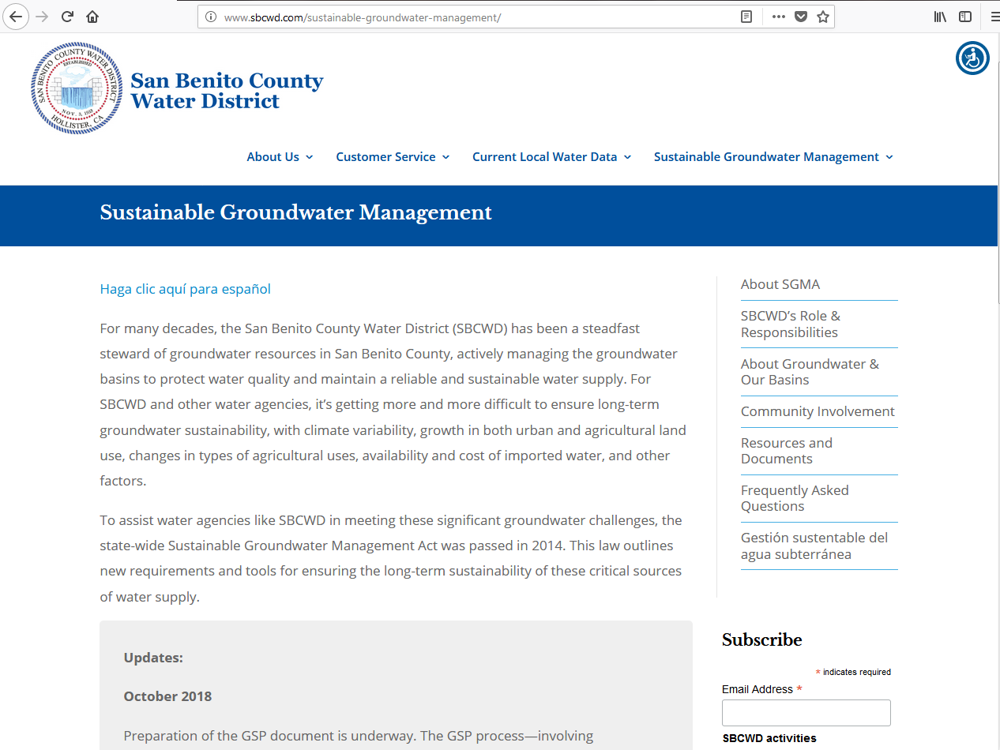 www.sbcwd.com/sustainable-groundwater-management/
SAN BENITO COUNTY WATER DISTRICT
ESTABLISHED
NOV. 3, 1953
HOLLISTER, CA
San Benito County
Water District
About Us
Customer Service
Current Local Water Data
Sustainable Groundwater Management
Sustainable Groundwater Management
Haga clic aquí para español
For many decades, the San Benito County Water District (SBCWD) has been a steadfast
steward of groundwater resources in San Benito County, actively managing the groundwater
basins to protect water quality and maintain a reliable and sustainable water supply. For
SBCWD and other water agencies, it’s getting more and more difficult to ensure long-term
groundwater sustainability, with climate variability, growth in both urban and agricultural land
use, changes in types of agricultural uses, availability and cost of imported water, and other
factors.
To assist water agencies like SBCWD in meeting these significant groundwater challenges, the
state-wide Sustainable Groundwater Management Act was passed in 2014. This law outlines
new requirements and tools for ensuring the long-term sustainability of these critical sources
of water supply.
Updates:
October 2018
Preparation of the GSP document is underway. The GSP process—involving
About SGMA
SBCWD’s Role &
Responsibilities
About Groundwater &
Our Basins
Community Involvement
Resources and
Documents
Frequently Asked
Questions
Gestión sustentable del
agua subterránea
Subscribe
* indicates required
Email Address *
SBCWD activities